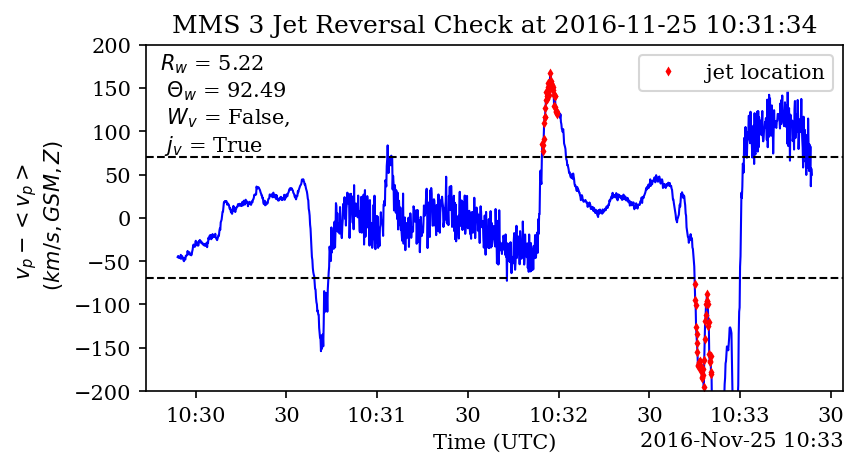 MMS 3 Jet Reversal Check at 2016-11-25 10:31:34
R_w = 5.22
Θ_w = 92.49
W_v = False,
j_v = True
jet location
v_p − <v_p>
(km/s, GSM, Z)
200
150
100
50
0
−50
−100
−150
−200
10:30 30 10:31 30 10:32 30 10:33 30
Time (UTC)
2016-Nov-25 10:33